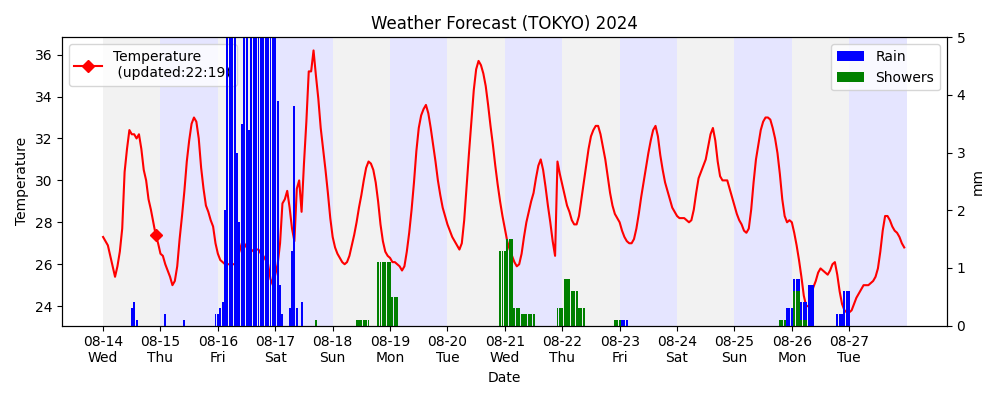 Weather Forecast (TOKYO) 2024
Temperature
(updated:22:19)
Rain
Showers
Temperature
36
34
32
30
28
26
24
5
4
3
2
1
0
mm
08-14 08-15 08-16 08-17 08-18 08-19 08-20 08-21 08-22 08-23 08-24 08-25 08-26 08-27
Wed Thu Fri Sat Sun Mon Tue Wed Thu Fri Sat Sun Mon Tue
Date